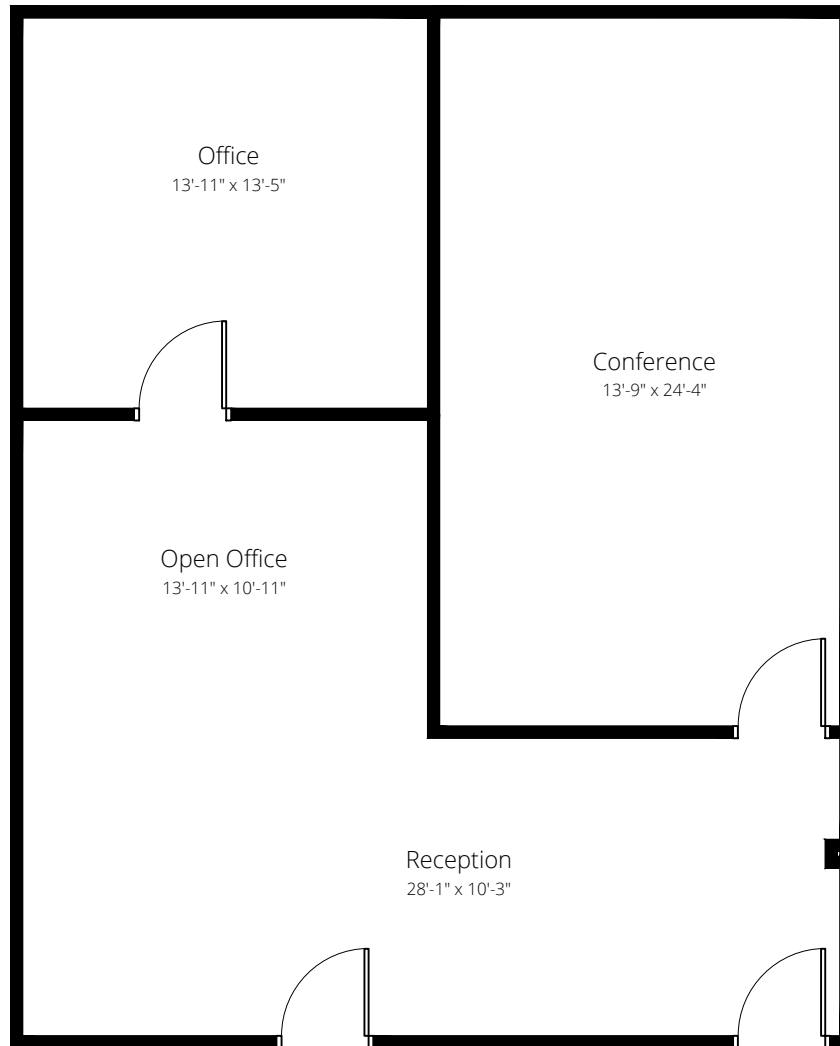 Office
13'-11" x 13'-5"
Conference
13'-9" x 24'-4"
Open Office
13'-11" x 10'-11"
Reception
28'-1" x 10'-3"